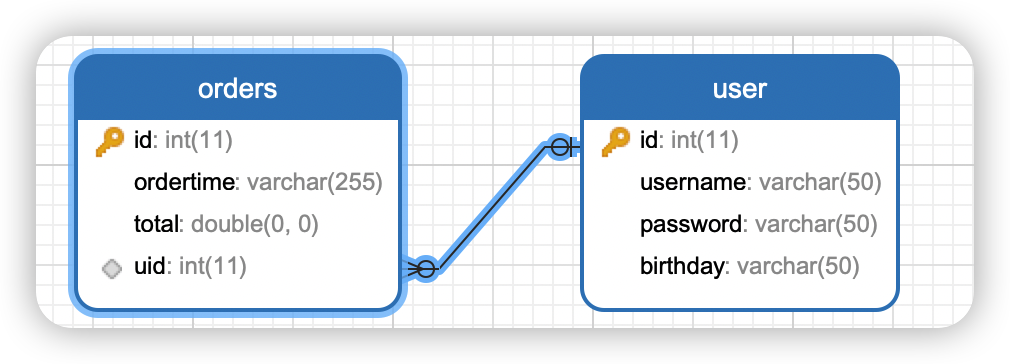 orders
id: int(11)
ordertime: varchar(255)
total: double(0, 0)
uid: int(11)
user
id: int(11)
username: varchar(50)
password: varchar(50)
birthday: varchar(50)